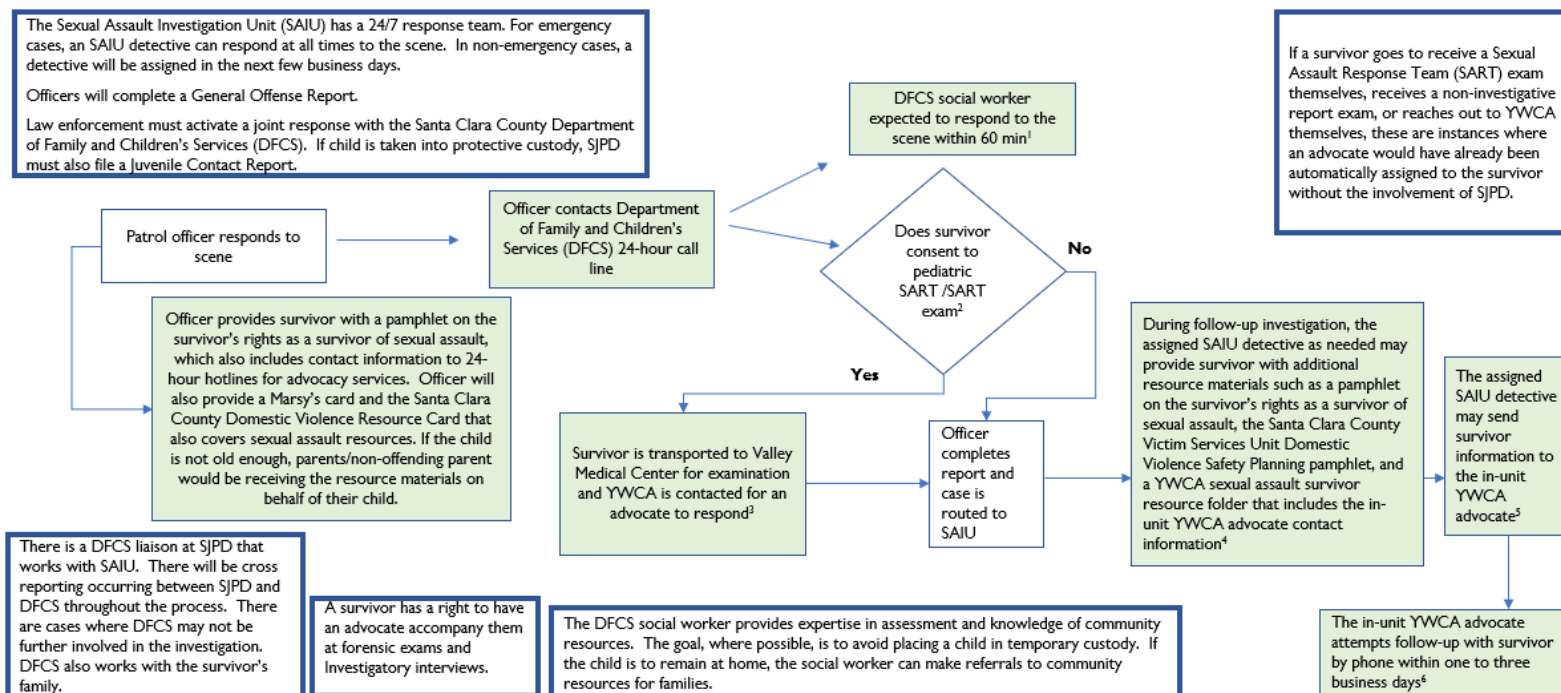 The Sexual Assault Investigation Unit (SAIU) has a 24/7 response team. For emergency
cases, an SAIU detective can respond at all times to the scene. In non-emergency cases, a
detective will be assigned in the next few business days.
Officers will complete a General Offense Report.
Law enforcement must activate a joint response with the Santa Clara County Department
of Family and Children's Services (DFCS). If child is taken into protective custody, SJPD
must also file a Juvenile Contact Report.
DFCS social worker
expected to respond to the
scene within 60 min¹
If a survivor goes to receive a Sexual
Assault Response Team (SART) exam
themselves, receives a non-investigative
report exam, or reaches out to YWCA
themselves, these are instances where
an advocate would have already been
automatically assigned to the survivor
without the involvement of SJPD.
Patrol officer responds to
scene
Officer contacts Department
of Family and Children's
Services (DFCS) 24-hour call
line
Does survivor
consent to
pediatric
SART /SART
exam²
No
Yes
Officer provides survivor with a pamphlet on the
survivor's rights as a survivor of sexual assault,
which also includes contact information to 24-
hour hotlines for advocacy services. Officer will
also provide a Marsy's card and the Santa Clara
County Domestic Violence Resource Card that
also covers sexual assault resources. If the child
is not old enough, parents/non-offending parent
would be receiving the resource materials on
behalf of their child.
Survivor is transported to Valley
Medical Center for examination
and YWCA is contacted for an
advocate to respond³
Officer
completes
report and
case is
routed to
SAIU
During follow-up investigation, the
assigned SAIU detective as needed may
provide survivor with additional
resource materials such as a pamphlet
on the survivor's rights as a survivor of
sexual assault, the Santa Clara County
Victim Services Unit Domestic
Violence Safety Planning pamphlet, and
a YWCA sexual assault survivor
resource folder that includes the in-
unit YWCA advocate contact
information⁴
The assigned
SAIU detective
may send
survivor
information to
the in-unit
YWCA
advocate⁵
There is a DFCS liaison at SJPD that
works with SAIU. There will be cross
reporting occurring between SJPD and
DFCS throughout the process. There
are cases where DFCS may not be
further involved in the investigation.
DFCS also works with the survivor's
family.
A survivor has a right to have
an advocate accompany them
at forensic exams and
Investigatory interviews.
The DFCS social worker provides expertise in assessment and knowledge of community
resources. The goal, where possible, is to avoid placing a child in temporary custody. If
the child is to remain at home, the social worker can make referrals to community
resources for families.
The in-unit YWCA advocate
attempts follow-up with survivor
by phone within one to three
business days⁶